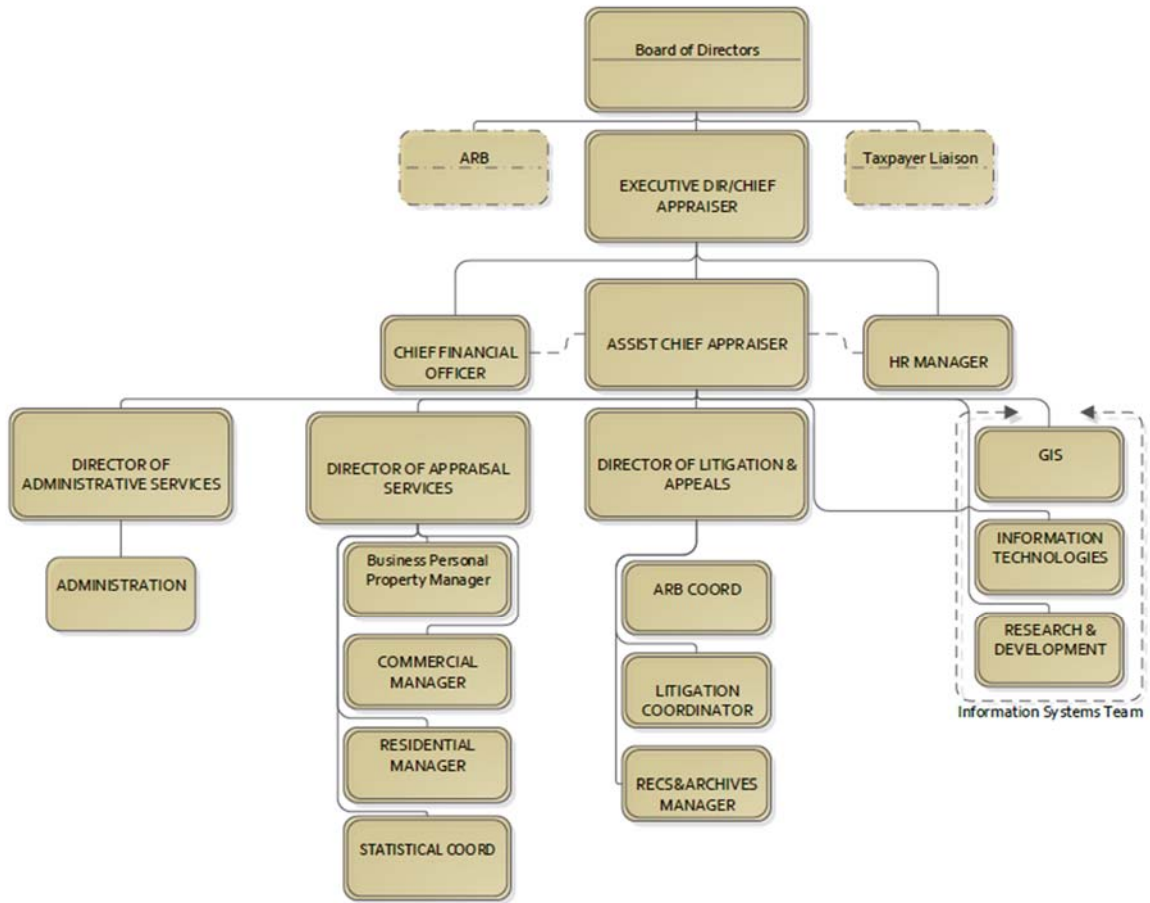 Board of Directors
ARB
Taxpayer Liaison
EXECUTIVE DIR/CHIEF
APPRAISER
CHIEF FINANCIAL
OFFICER
ASSIST CHIEF APPRAISER
HR MANAGER
DIRECTOR OF
ADMINISTRATIVE SERVICES
DIRECTOR OF APPRAISAL
SERVICES
DIRECTOR OF LITIGATION &
APPEALS
GIS
ADMINISTRATION
Business Personal
Property Manager
ARB COORD
INFORMATION
TECHNOLOGIES
COMMERCIAL
MANAGER
LITIGATION
COORDINATOR
RESEARCH &
DEVELOPMENT
Information Systems Team
RESIDENTIAL
MANAGER
RECS&ARCHIVES
MANAGER
STATISTICAL COORD